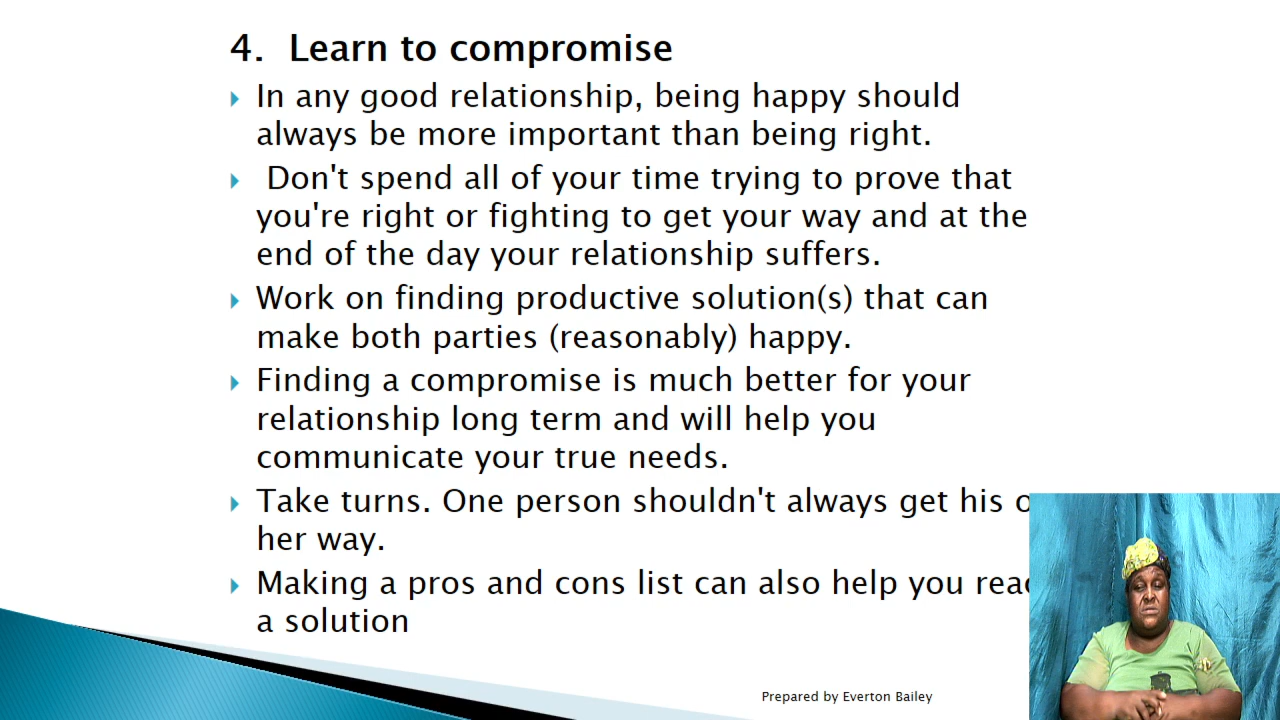 4. Learn to compromise
In any good relationship, being happy should
always be more important than being right.
Don't spend all of your time trying to prove that
you're right or fighting to get your way and at the
end of the day your relationship suffers.
Work on finding productive solution(s) that can
make both parties (reasonably) happy.
Finding a compromise is much better for your
relationship long term and will help you
communicate your true needs.
Take turns. One person shouldn't always get his
her way.
Making a pros and cons list can also help you
a solution
Prepared by Everton Bailey